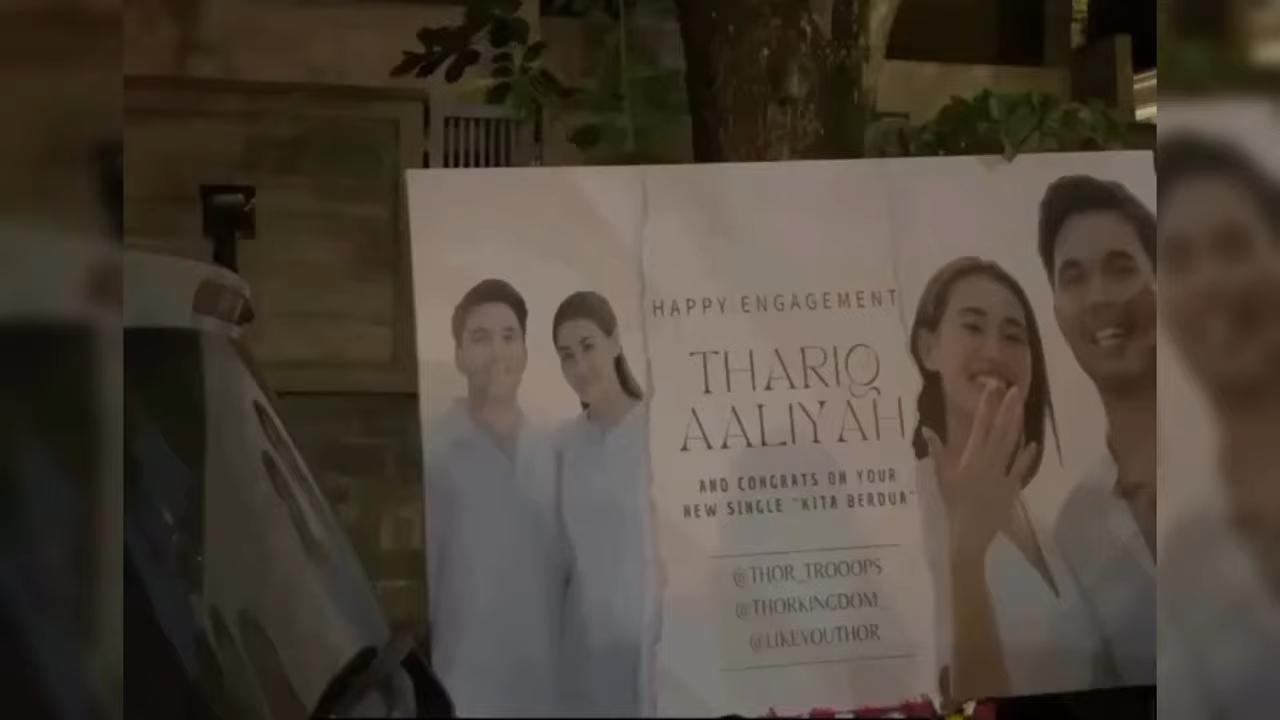 HAPPY ENGAGEMENT
THARIQ
AALIYAH
AND CONGRATS ON YOUR
NEW SINGLE "KITA BERDUA"
@THOR_TROOOPS
@THORKINGDOM_
@LIKEYOUTHOR